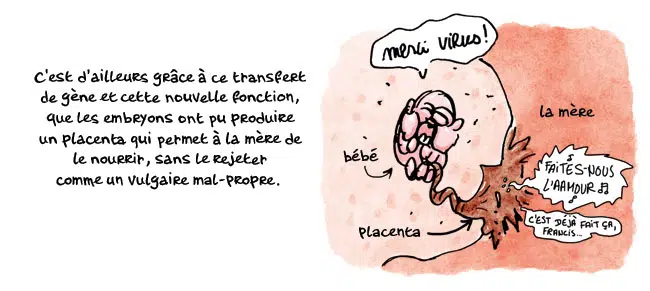 C'est d'ailleurs grâce à ce transfert
de gène et cette nouvelle fonction,
que les embryons ont pu produire
un placenta qui permet à la mère de
le nourrir, sans le rejeter
comme un vulgaire mal-propre.
merci virus!
la mère
bébé
FAITES-NOUS
L'AAMOUR
C'EST DÉJÀ FAIT ÇA,
FRANCIS...
placenta